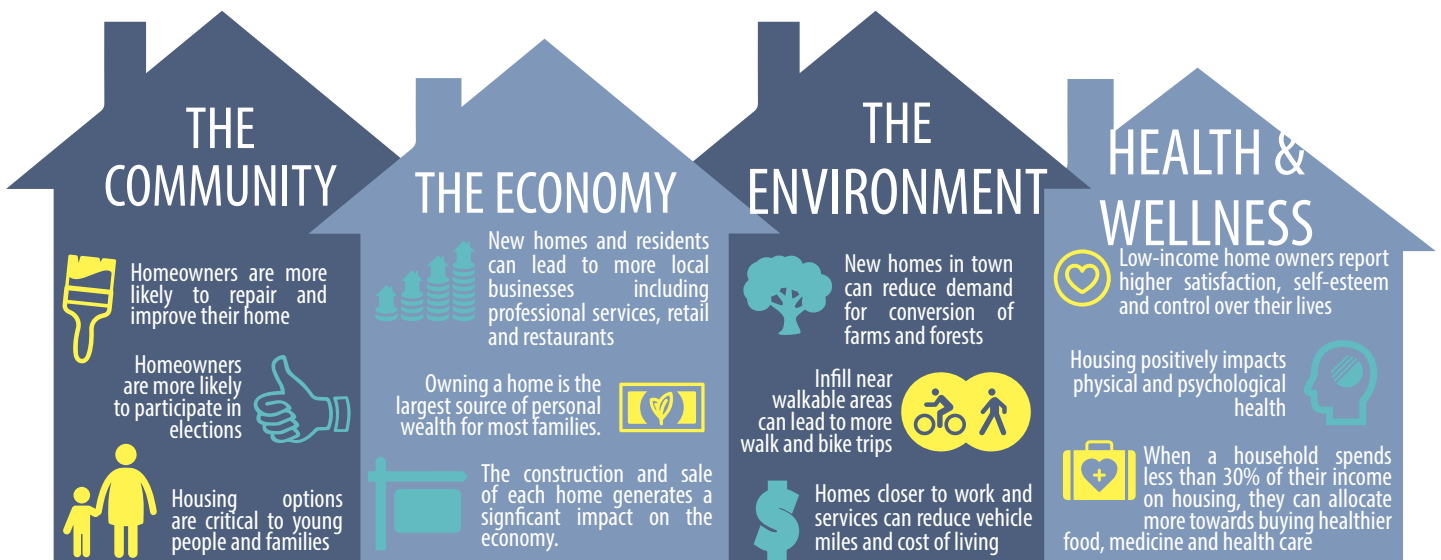 THE
COMMUNITY
Homeowners are more
likely to repair and
improve their home
Homeowners
are more likely
to participate in
elections
Housing options
are critical to young
people and families
THE ECONOMY
New homes and residents
can lead to more local
businesses including
professional services, retail
and restaurants
Owning a home is the
largest source of personal
wealth for most families.
The construction and sale
of each home generates a
signficant impact on the
economy.
THE
ENVIRONMENT
New homes in town
can reduce demand
for conversion of
farms and forests
Infill near
walkable areas
can lead to more
walk and bike trips
Homes closer to work and
services can reduce vehicle
miles and cost of living
HEALTH &
WELLNESS
Low-income home owners report
higher satisfaction, self-esteem
and control over their lives
Housing positively impacts
physical and psychological
health
When a household spends
less than 30% of their income
on housing, they can allocate
more towards buying healthier
food, medicine and health care